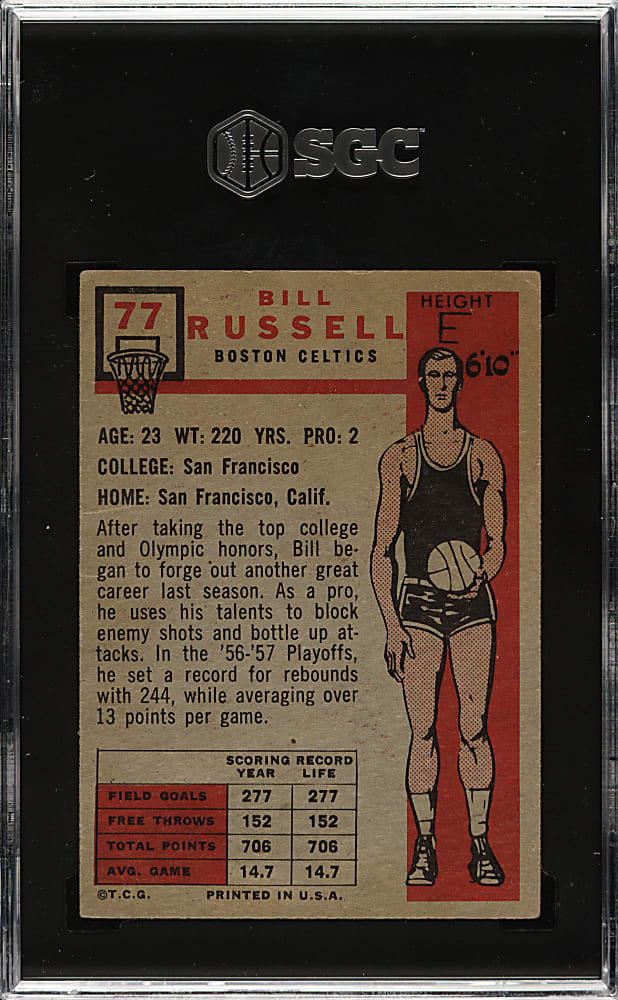 SGC
77
BILL
RUSSELL
BOSTON CELTICS
HEIGHT
E
6'10"
AGE: 23 WT: 220 YRS. PRO: 2
COLLEGE: San Francisco
HOME: San Francisco, Calif.
After taking the top college
and Olympic honors, Bill be-
gan to forge out another great
career last season. As a pro,
he uses his talents to block
enemy shots and bottle up at-
tacks. In the '56-'57 Playoffs,
he set a record for rebounds
with 244, while averaging over
13 points per game.
SCORING RECORD
YEAR LIFE
FIELD GOALS 277 277
FREE THROWS 152 152
TOTAL POINTS 706 706
AVG. GAME 14.7 14.7
©T.C.G. PRINTED IN U.S.A.